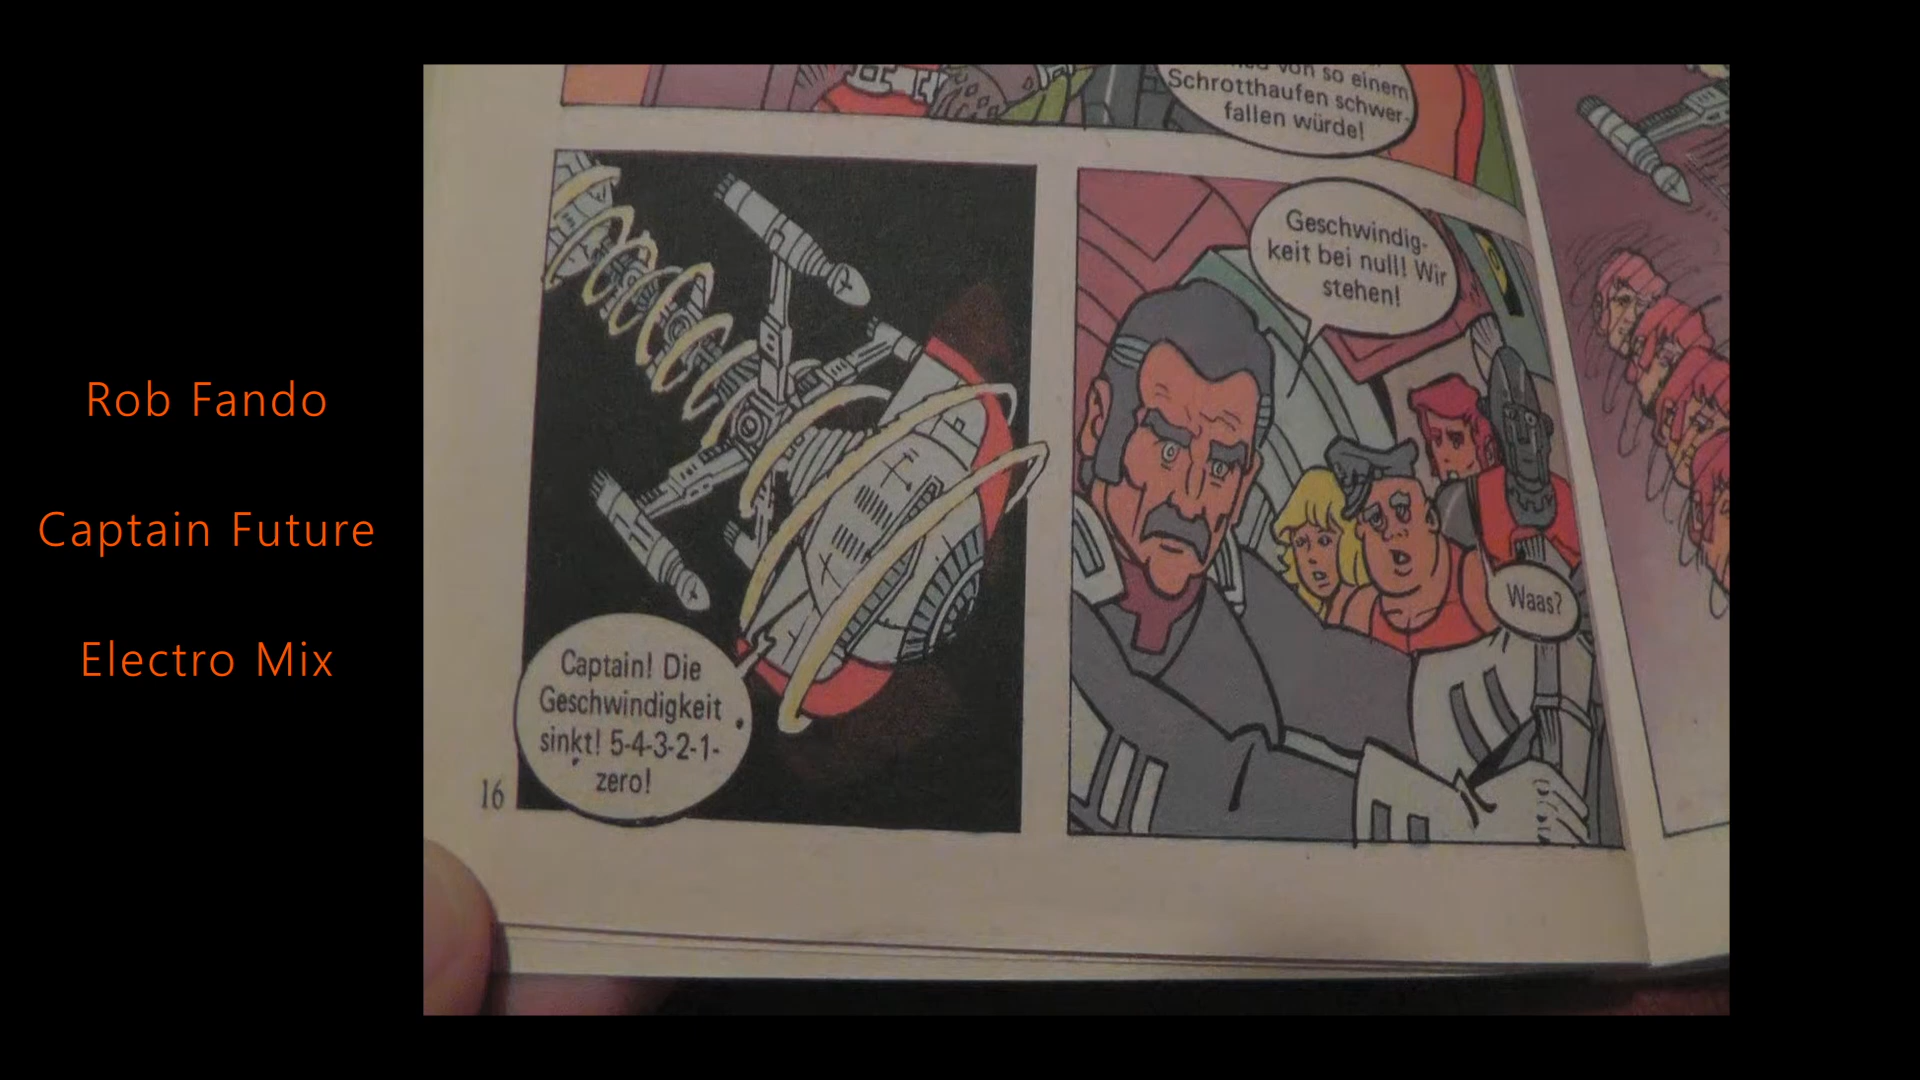 Rob Fando
Captain Future
Electro Mix
von so einem
Schrotthaufen schwer-
fallen würde!
Captain! Die
Geschwindigkeit
sinkt! 5-4-3-2-1-
zero!
Geschwindig-
keit bei null! Wir
stehen!
Waas?
16